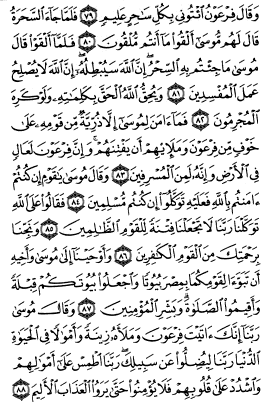 وَقَالَ فِرْعَوْنُ ٱئْتُونِى بِكُلِّ سَٰحِرٍ عَلِيمٍ ٧٩ فَلَمَّا جَآءَ ٱلسَّحَرَةُ
قَالَ لَهُم مُّوسَىٰٓ أَلْقُوا۟ مَآ أَنتُم مُّلْقُونَ ٨٠ فَلَمَّآ أَلْقَوْا۟ قَالَ
مُوسَىٰ مَا جِئْتُم بِهِ ٱلسِّحْرُ إِنَّ ٱللَّهَ سَيُبْطِلُهُۥٓ إِنَّ ٱللَّهَ لَا يُصْلِحُ
عَمَلَ ٱلْمُفْسِدِينَ ٨١ وَيُحِقُّ ٱللَّهُ ٱلْحَقَّ بِكَلِمَٰتِهِۦ وَلَوْ كَرِهَ
ٱلْمُجْرِمُونَ ٨٢ فَمَآ ءَامَنَ لِمُوسَىٰٓ إِلَّا ذُرِّيَّةٌ مِّن قَوْمِهِۦ عَلَىٰ
خَوْفٍ مِّن فِرْعَوْنَ وَمَلَإِي۟هِمْ أَن يَفْتِنَهُمْ وَإِنَّ فِرْعَوْنَ لَعَالٍ
فِى ٱلْأَرْضِ وَإِنَّهُۥ لَمِنَ ٱلْمُسْرِفِينَ ٨٣ وَقَالَ مُوسَىٰ يَٰقَوْمِ إِن كُنتُمْ
ءَامَنتُم بِٱللَّهِ فَعَلَيْهِ تَوَكَّلُوٓا۟ إِن كُنتُم مُّسْلِمِينَ ٨٤ فَقَالُوا۟ عَلَى ٱللَّهِ
تَوَكَّلْنَا رَبَّنَا لَا تَجْعَلْنَا فِتْنَةً لِّلْقَوْمِ ٱلظَّٰلِمِينَ ٨٥ وَنَجِّنَا
بِرَحْمَتِكَ مِنَ ٱلْقَوْمِ ٱلْكَٰفِرِينَ ٨٦ وَأَوْحَيْنَآ إِلَىٰ مُوسَىٰ وَأَخِيهِ
أَن تَبَوَّءَا لِقَوْمِكُمَا بِمِصْرَ بُيُوتًا وَٱجْعَلُوا۟ بُيُوتَكُمْ قِبْلَةً
وَأَقِيمُوا۟ ٱلصَّلَوٰةَ وَبَشِّرِ ٱلْمُؤْمِنِينَ ٨٧ وَقَالَ مُوسَىٰ
رَبَّنَآ إِنَّكَ ءَاتَيْتَ فِرْعَوْنَ وَمَلَأَهُۥ زِينَةً وَأَمْوَٰلًا فِى ٱلْحَيَوٰةِ
ٱلدُّنْيَا رَبَّنَا لِيُضِلُّوا۟ عَن سَبِيلِكَ رَبَّنَا ٱطْمِسْ عَلَىٰٓ أَمْوَٰلِهِمْ
وَٱشْدُدْ عَلَىٰ قُلُوبِهِمْ فَلَا يُؤْمِنُوا۟ حَتَّىٰ يَرَوُا۟ ٱلْعَذَابَ ٱلْأَلِيمَ ٨٨